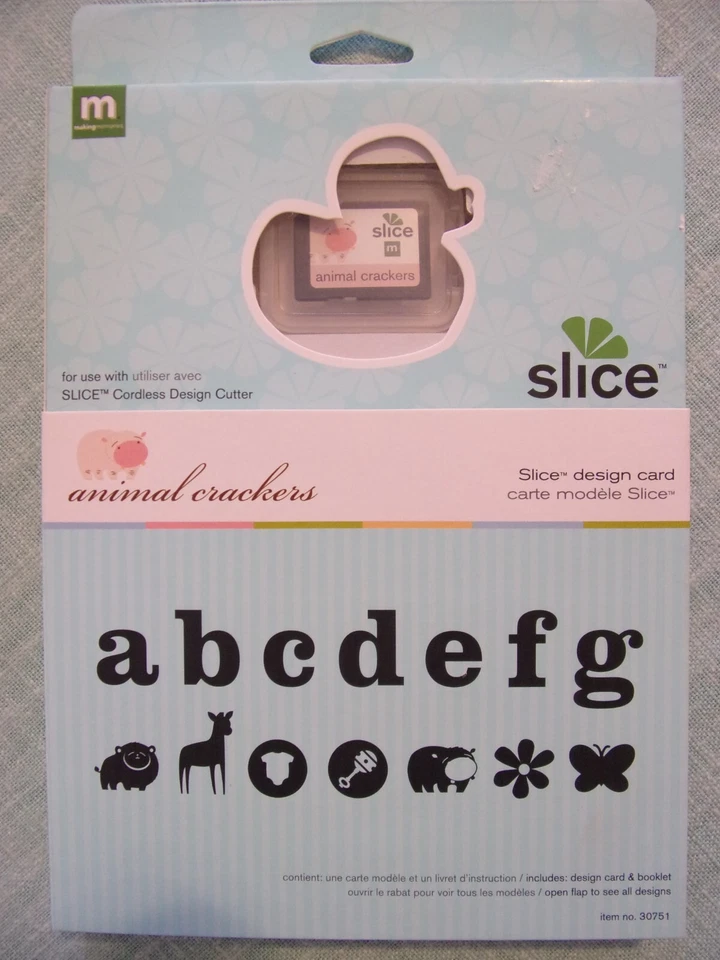 m
making memories
slice
m
animal crackers
for use with utiliser avec
SLICE™ Cordless Design Cutter
slice™
animal crackers
Slice™ design card
carte modèle Slice™
a b c d e f g
contient: une carte modèle et un livret d'instruction / includes: design card & booklet
ouvrir le rabat pour voir tous les modèles / open flap to see all designs
item no. 30751